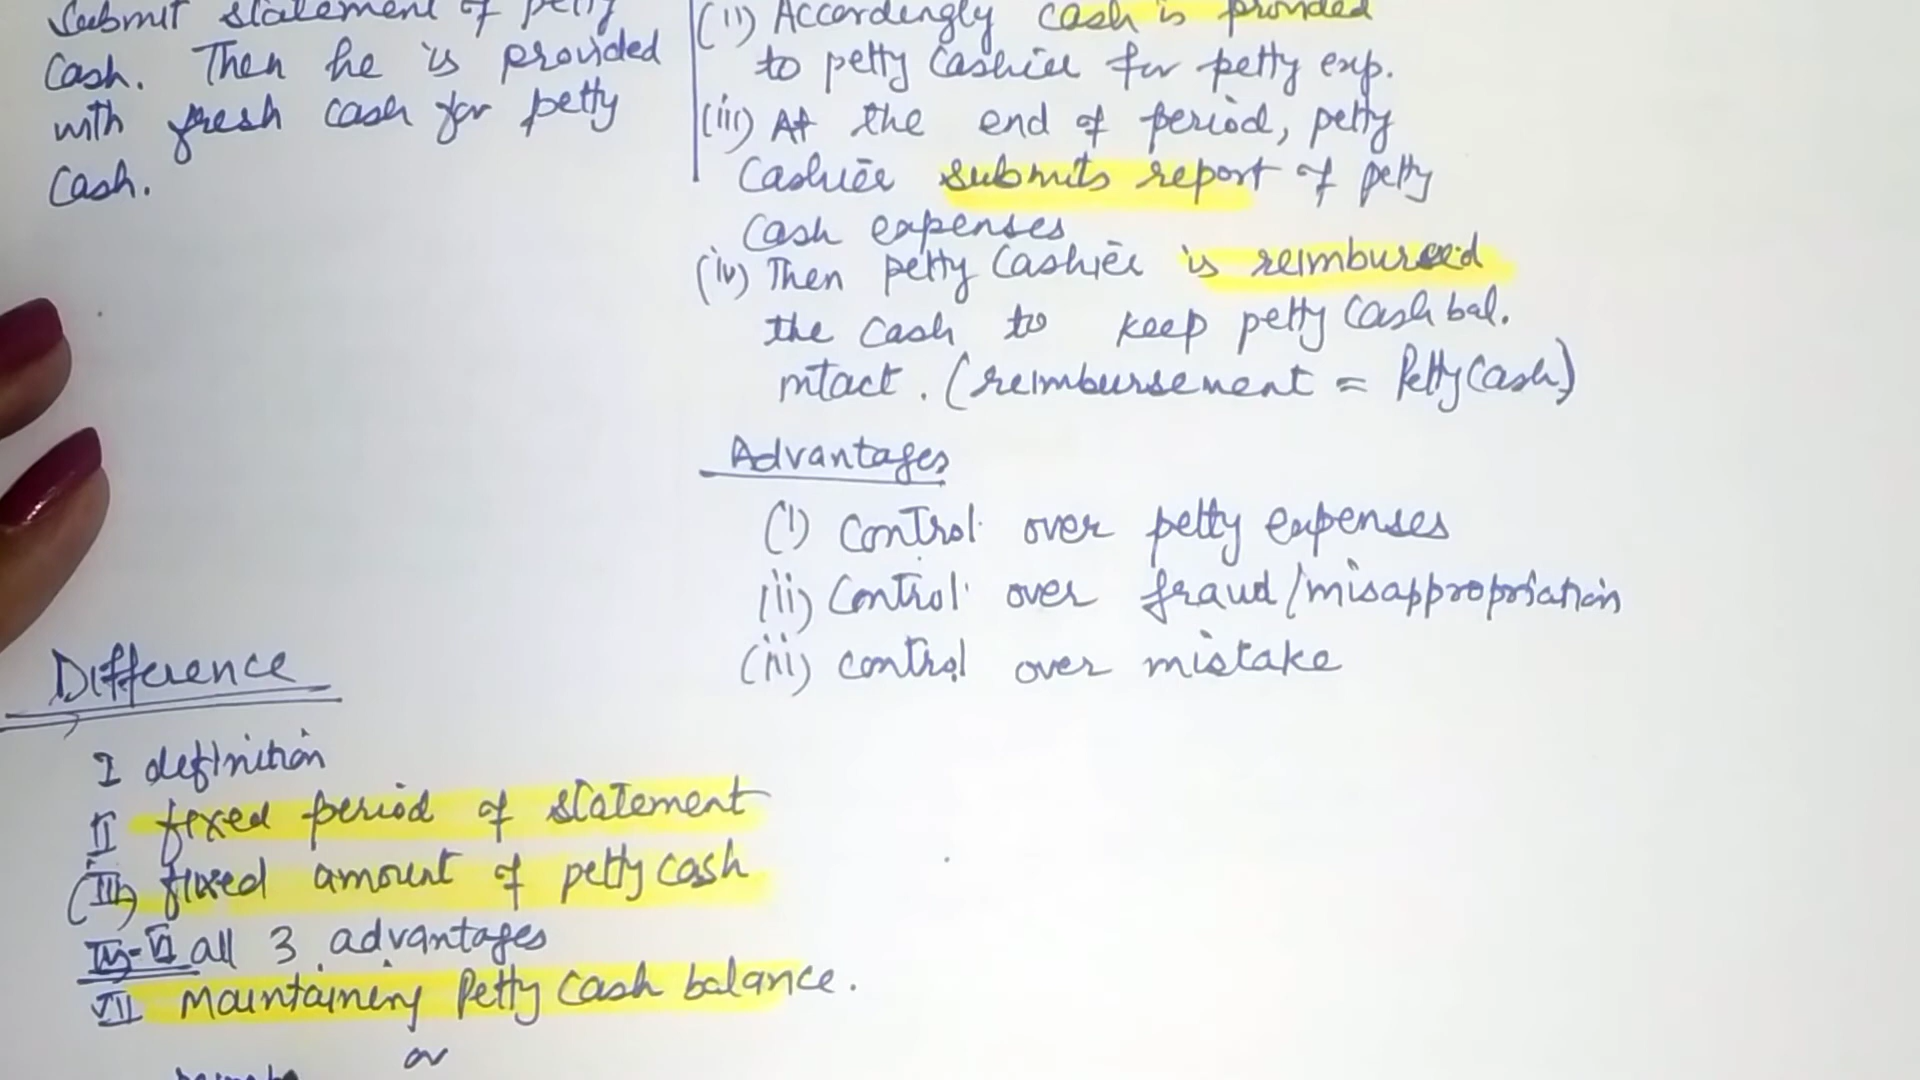 Submit statement of petty
Cash. Then he is provided
with fresh cash for petty
Cash.
(ii) Accordingly cash is provided
to petty Cashier for petty exp.
(iii) At the end of period, petty
Cashier submits report of petty
Cash expenses
(iv) Then petty Cashier is reimbursed
the cash to keep petty Cash bal.
intact. (reimbursement = Petty Cash)
Advantages
(i) Control over petty expenses
(ii) Control over fraud/misappropriation
(iii) control over mistake
Difference
I definition
II fixed period of statement
(III) fixed amount of petty cash
IV-VI all 3 advantages
VII Maintaining Petty Cash balance.
or